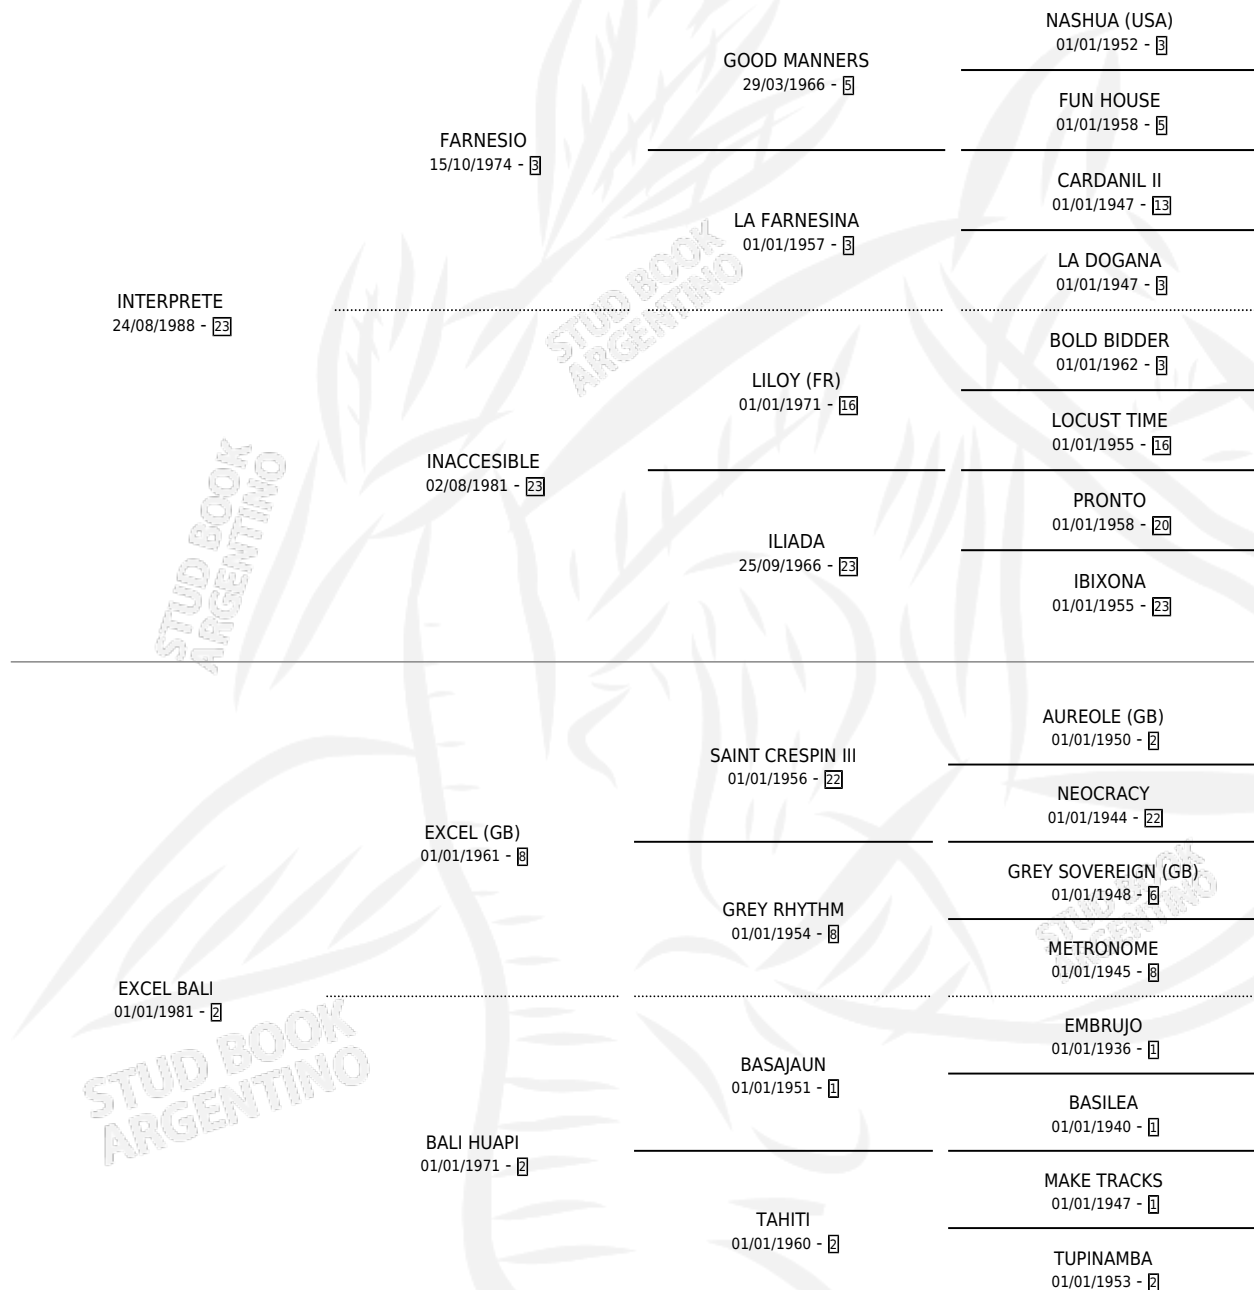 NASHUA (USA)
01/01/1952 - 3
GOOD MANNERS
29/03/1966 - 5
FUN HOUSE
01/01/1958 - 5
FARNESIO
15/10/1974 - 3
CARDANIL II
01/01/1947 - 13
LA FARNESINA
01/01/1957 - 3
LA DOGANA
01/01/1947 - 3
INTERPRETE
24/08/1988 - 23
BOLD BIDDER
01/01/1962 - 3
LILOY (FR)
01/01/1971 - 16
LOCUST TIME
01/01/1955 - 16
INACCESIBLE
02/08/1981 - 23
PRONTO
01/01/1958 - 20
ILIADA
25/09/1966 - 23
IBIXONA
01/01/1955 - 23
STUD BOOK
ARGENTINO
STUD BOOK
ARGENTINO
AUREOLE (GB)
01/01/1950 - 2
SAINT CRESPIN III
01/01/1956 - 22
NEOCRACY
01/01/1944 - 22
EXCEL (GB)
01/01/1961 - 8
GREY SOVEREIGN (GB)
01/01/1948 - 6
GREY RHYTHM
01/01/1954 - 8
METRONOME
01/01/1945 - 8
STUD BOOK
ARGENTINO
EXCEL BALI
01/01/1981 - 2
EMBRUJO
01/01/1936 - 1
BASAJAUN
01/01/1951 - 1
BASILEA
01/01/1940 - 1
BALI HUAPI
01/01/1971 - 2
MAKE TRACKS
01/01/1947 - 1
TAHITI
01/01/1960 - 2
TUPINAMBA
01/01/1953 - 2
STUD BOOK
ARGENTINO